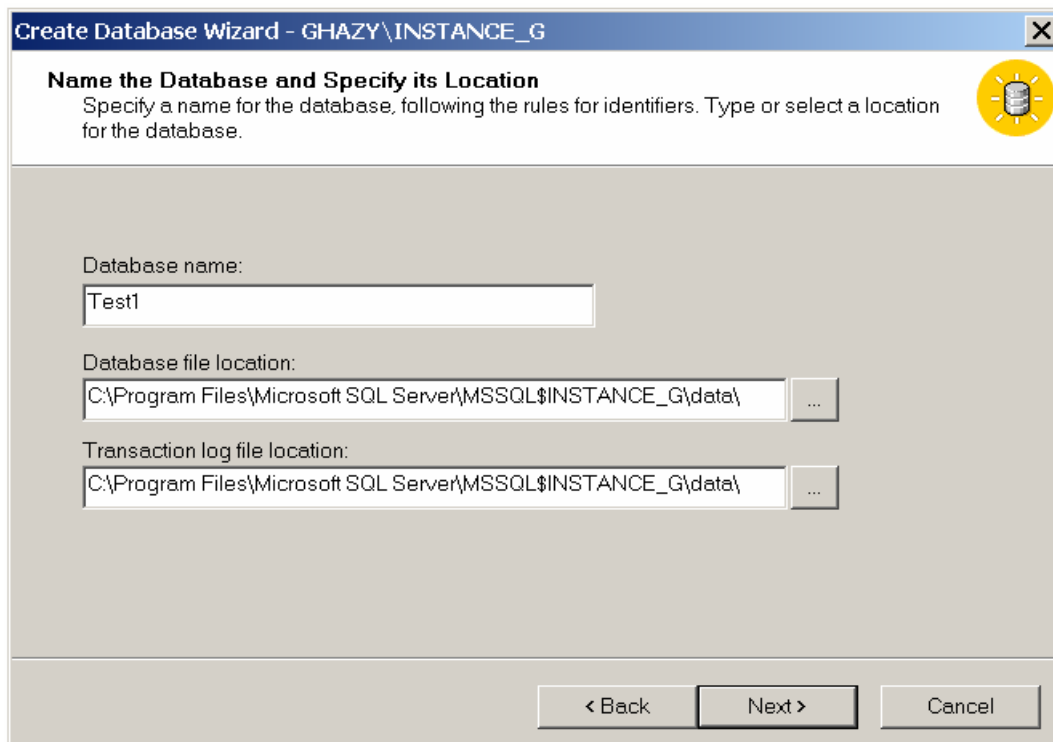 Create Database Wizard - GHAZY\INSTANCE_G
Name the Database and Specify its Location
Specify a name for the database, following the rules for identifiers. Type or select a location
for the database.
Database name:
Test1
Database file location:
C:\Program Files\Microsoft SQL Server\MSSQL$INSTANCE_G\data\
...
Transaction log file location:
C:\Program Files\Microsoft SQL Server\MSSQL$INSTANCE_G\data\
...
< Back Next > Cancel